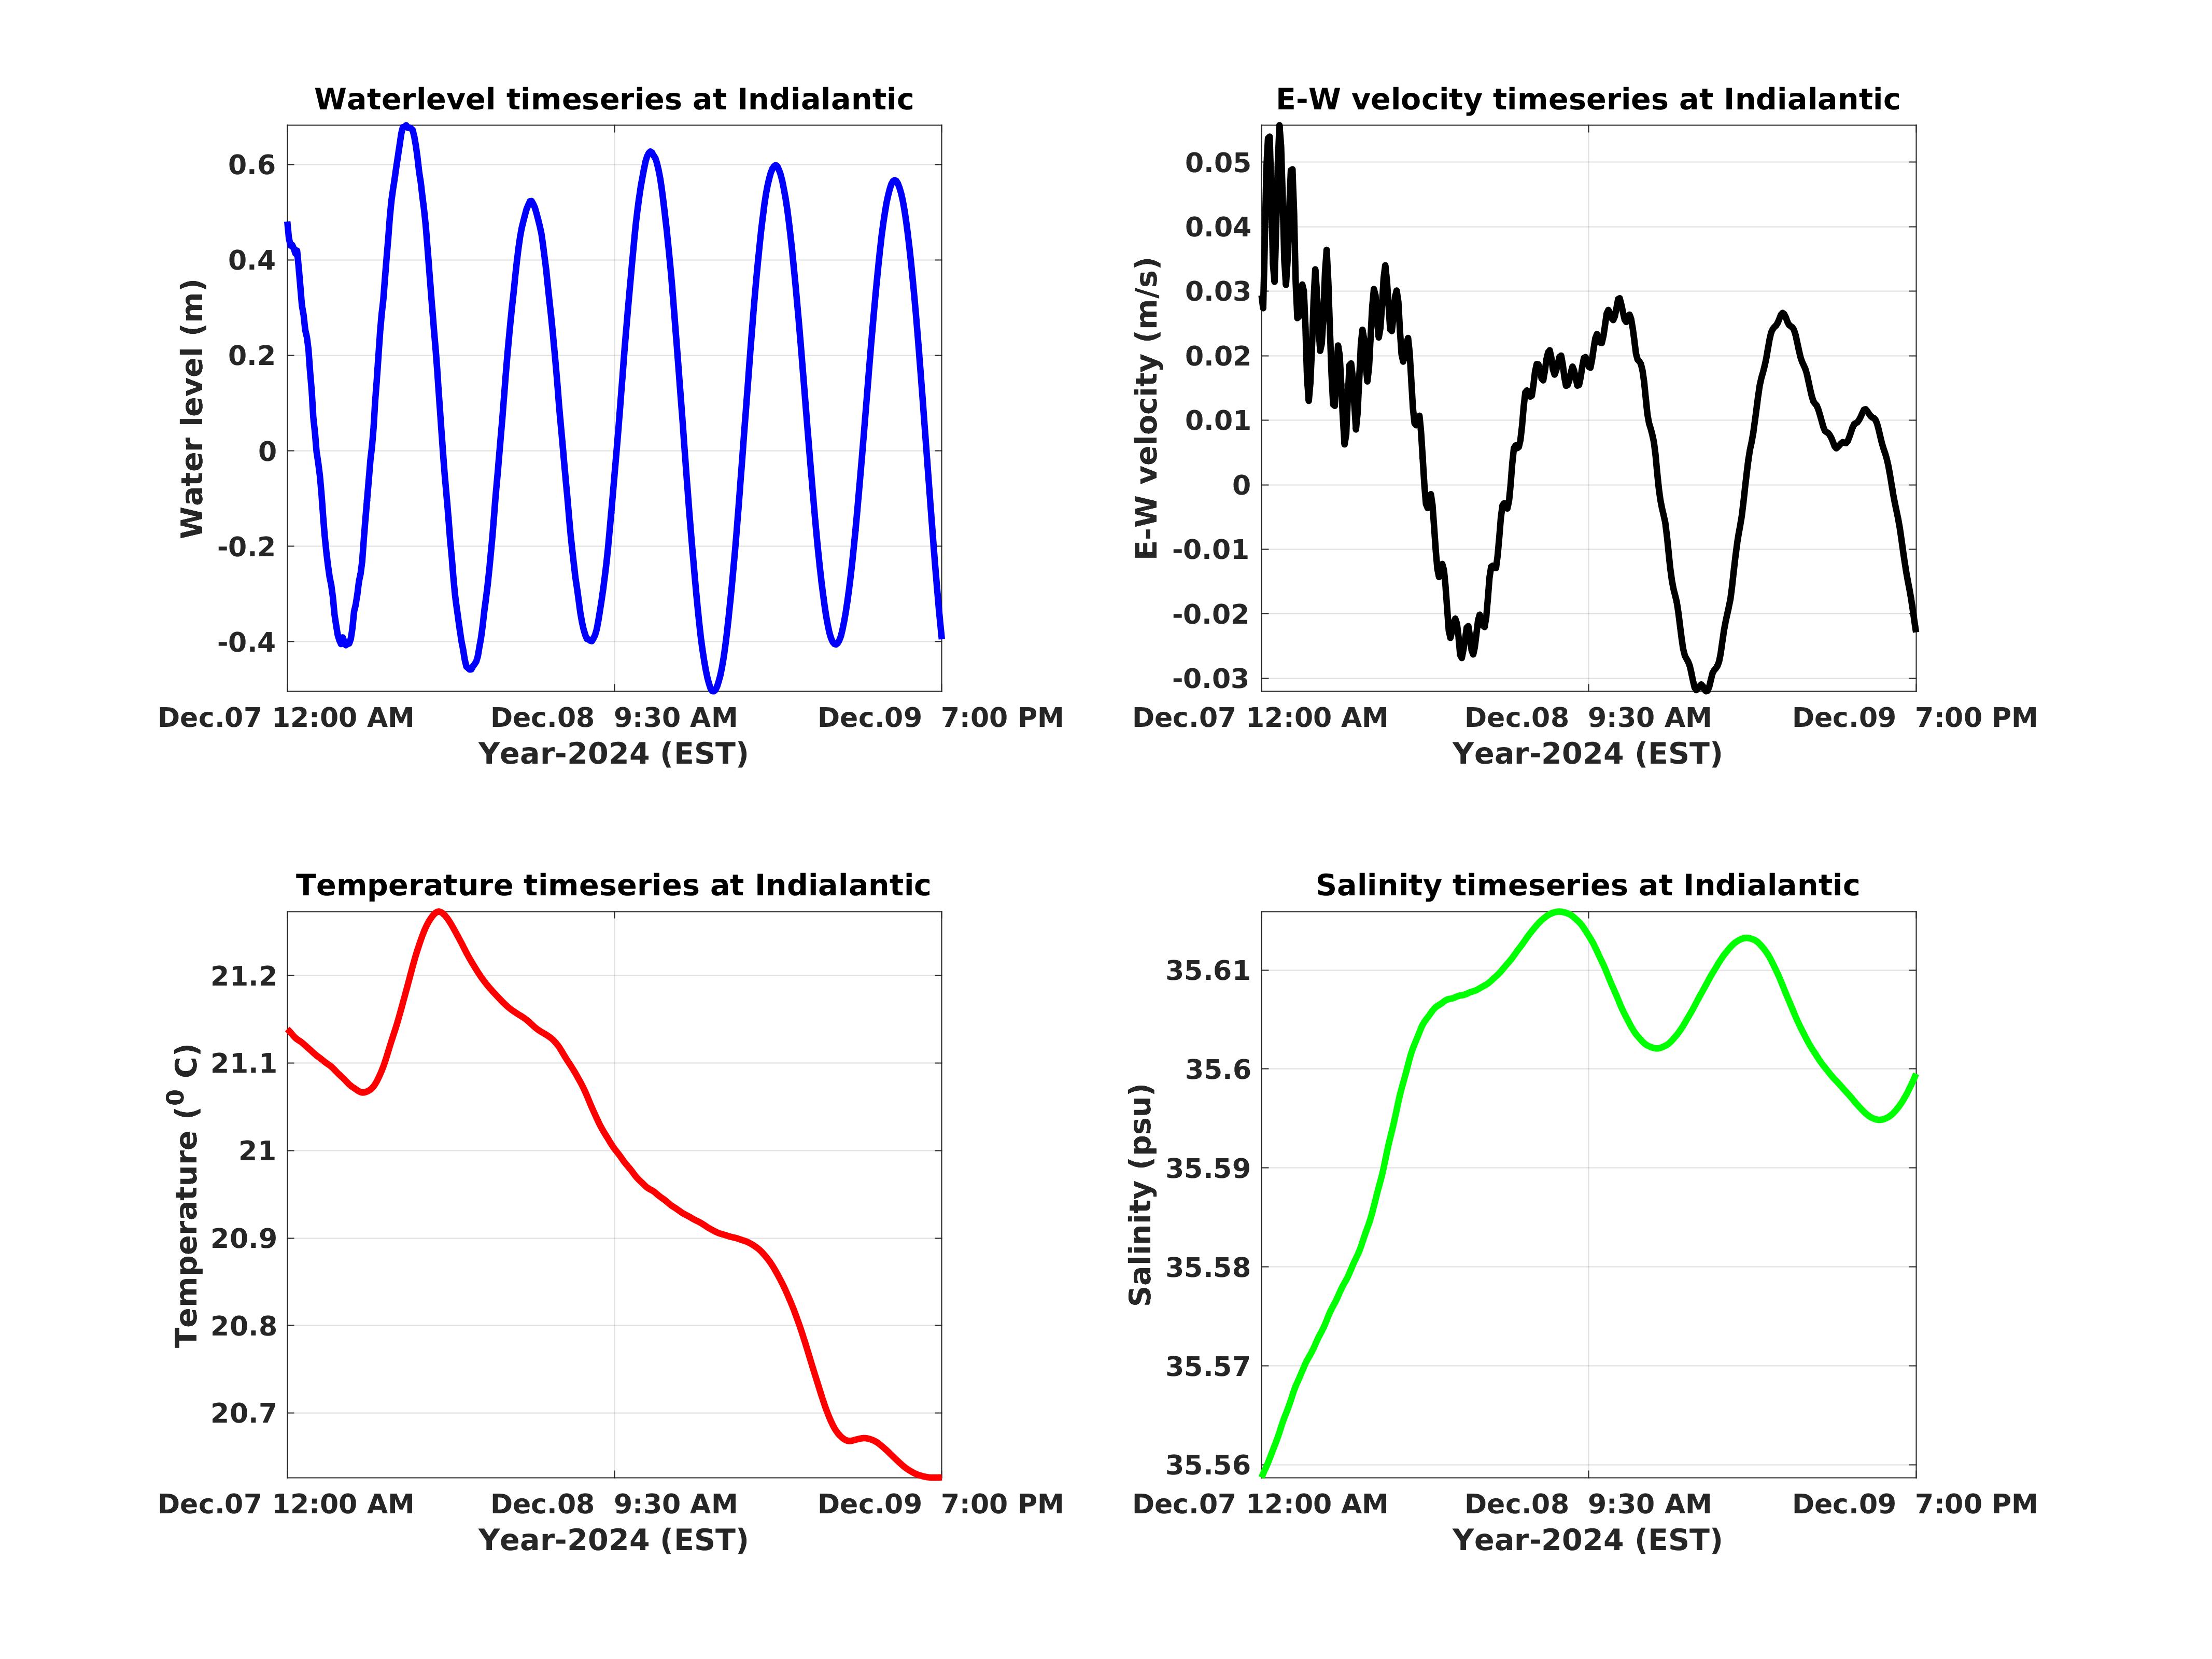 Waterlevel timeseries at Indialantic
0.6
0.4
0.2
0
-0.2
-0.4
Water level (m)
Dec.07 12:00 AM Dec.08 9:30 AM Dec.09 7:00 PM
Year-2024 (EST)
E-W velocity timeseries at Indialantic
0.05
0.04
0.03
0.02
0.01
0
-0.01
-0.02
-0.03
E-W velocity (m/s)
Dec.07 12:00 AM Dec.08 9:30 AM Dec.09 7:00 PM
Year-2024 (EST)
Temperature timeseries at Indialantic
21.2
21.1
21
20.9
20.8
20.7
Temperature (⁰ C)
Dec.07 12:00 AM Dec.08 9:30 AM Dec.09 7:00 PM
Year-2024 (EST)
Salinity timeseries at Indialantic
35.61
35.6
35.59
35.58
35.57
35.56
Salinity (psu)
Dec.07 12:00 AM Dec.08 9:30 AM Dec.09 7:00 PM
Year-2024 (EST)